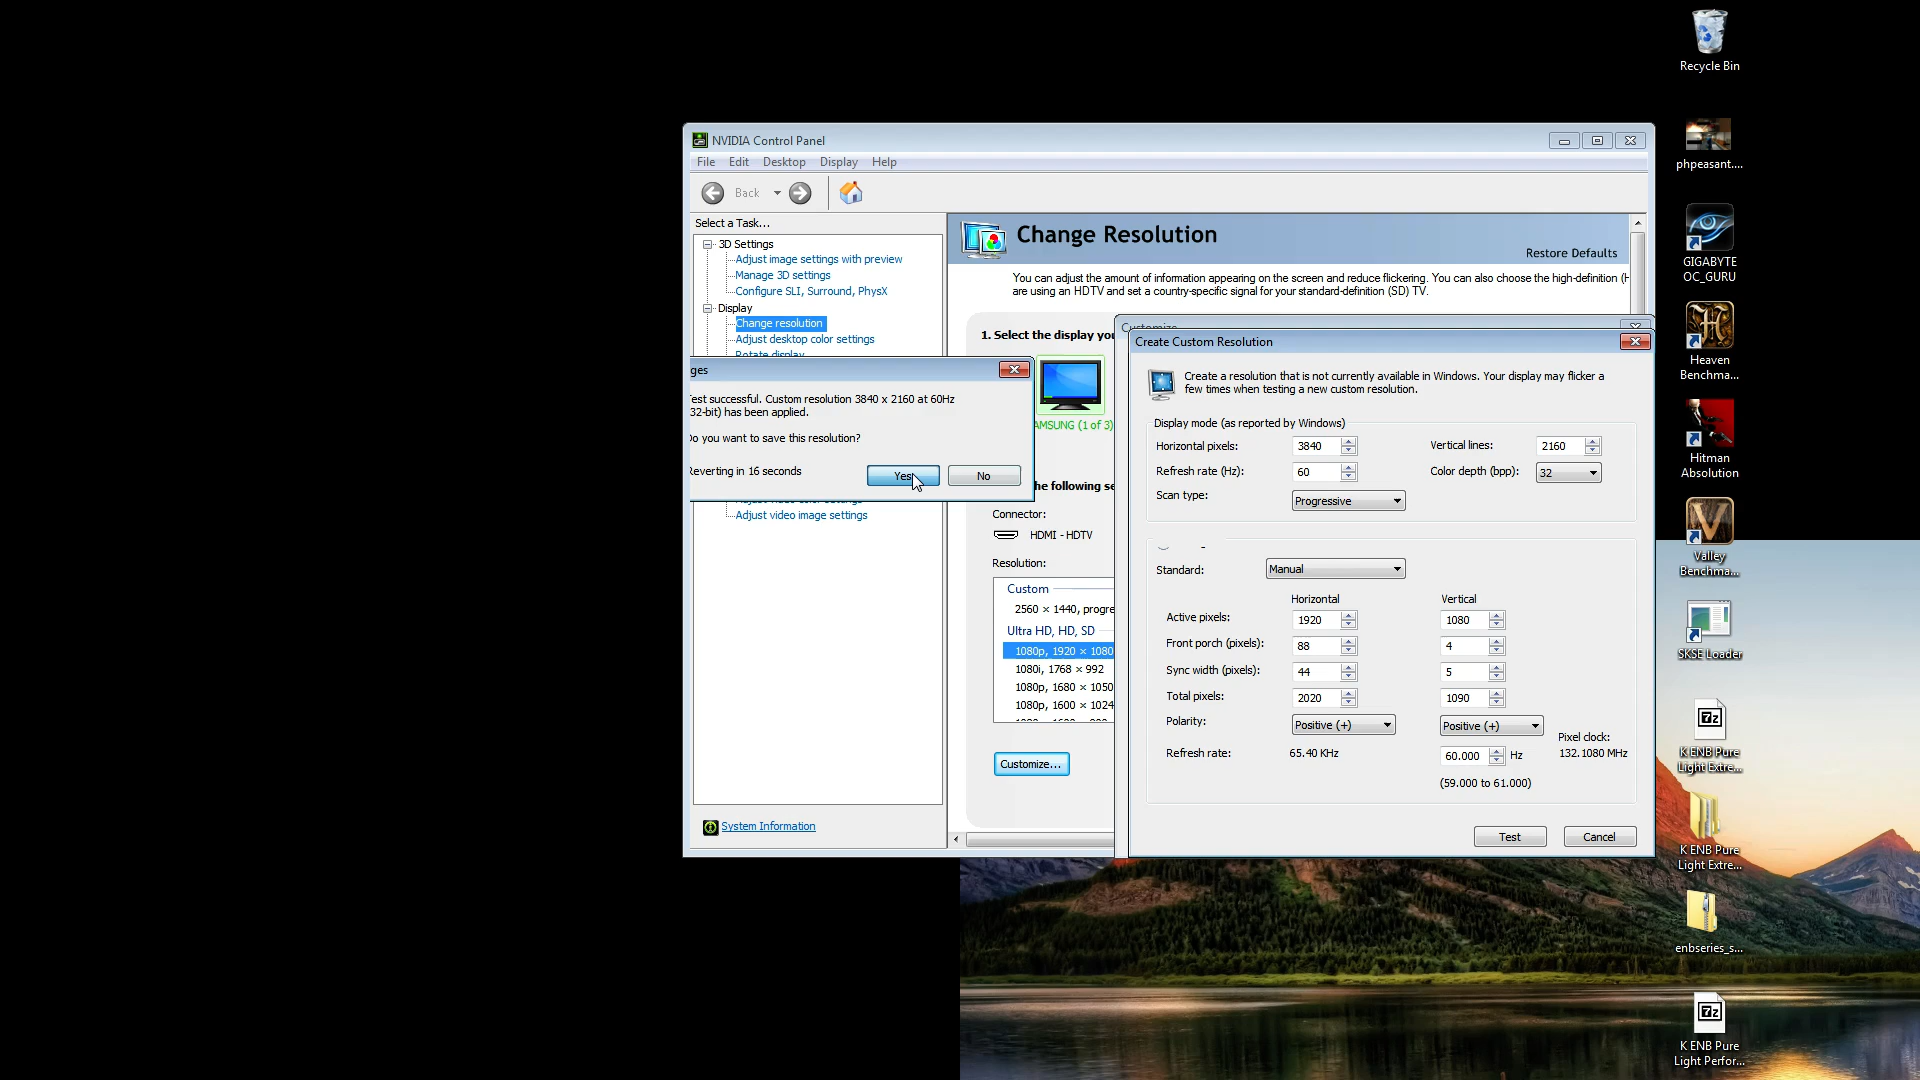 Recycle Bin
phpeasant....
GIGABYTE
OC_GURU
Heaven
Benchma...
Hitman
Absolution
Valley
Benchma...
SKSE Loader
K ENB Pure
Light Extre...
K ENB Pure
Light Extre...
enbseries_s...
K ENB Pure
Light Perfor...
NVIDIA Control Panel
File Edit Desktop Display Help
Back
Select a Task...
3D Settings
Adjust image settings with preview
Manage 3D settings
Configure SLI, Surround, PhysX
Display
Change resolution
Adjust desktop color settings
Rotate display
Adjust video image settings
System Information
Change Resolution
Restore Defaults
You can adjust the amount of information appearing on the screen and reduce flickering. You can also choose the high-definition (H
are using an HDTV and set a country-specific signal for your standard-definition (SD) TV.
1. Select the display you
AMSUNG (1 of 3)
he following se
Connector:
HDMI - HDTV
Resolution:
Custom
2560 × 1440, progre
Ultra HD, HD, SD
1080p, 1920 × 1080
1080i, 1768 × 992
1080p, 1680 × 1050
1080p, 1600 × 1024
Customize...
ges
est successful. Custom resolution 3840 x 2160 at 60Hz
32-bit) has been applied.
Do you want to save this resolution?
Reverting in 16 seconds
Yes No
Customize
Create Custom Resolution
Create a resolution that is not currently available in Windows. Your display may flicker a
few times when testing a new custom resolution.
Display mode (as reported by Windows)
Horizontal pixels: 3840 Vertical lines: 2160
Refresh rate (Hz): 60 Color depth (bpp): 32
Scan type: Progressive
Standard: Manual
Horizontal Vertical
Active pixels: 1920 1080
Front porch (pixels): 88 4
Sync width (pixels): 44 5
Total pixels: 2020 1090
Polarity: Positive (+) Positive (+)
Refresh rate: 65.40 KHz 60.000 Hz
(59.000 to 61.000)
Pixel clock:
132.1080 MHz
Test Cancel